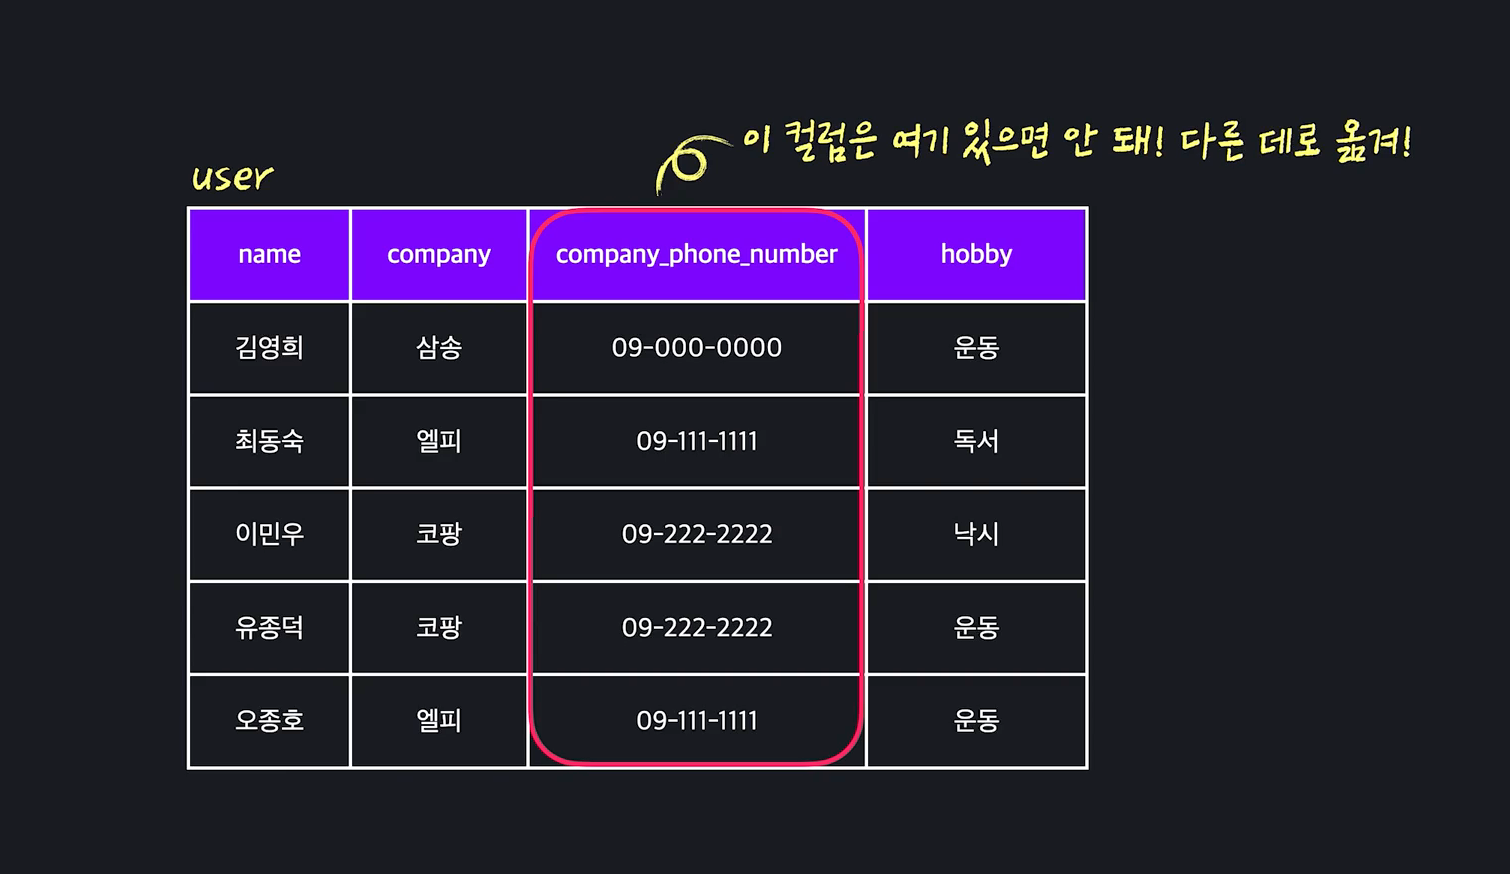 이 컬럼은 여기 있으면 안 돼! 다른 데로 옮겨!
user
name company company_phone_number hobby
김영희 삼송 09-000-0000 운동
최동숙 엘피 09-111-1111 독서
이민우 코팡 09-222-2222 낙시
유종덕 코팡 09-222-2222 운동
오종호 엘피 09-111-1111 운동